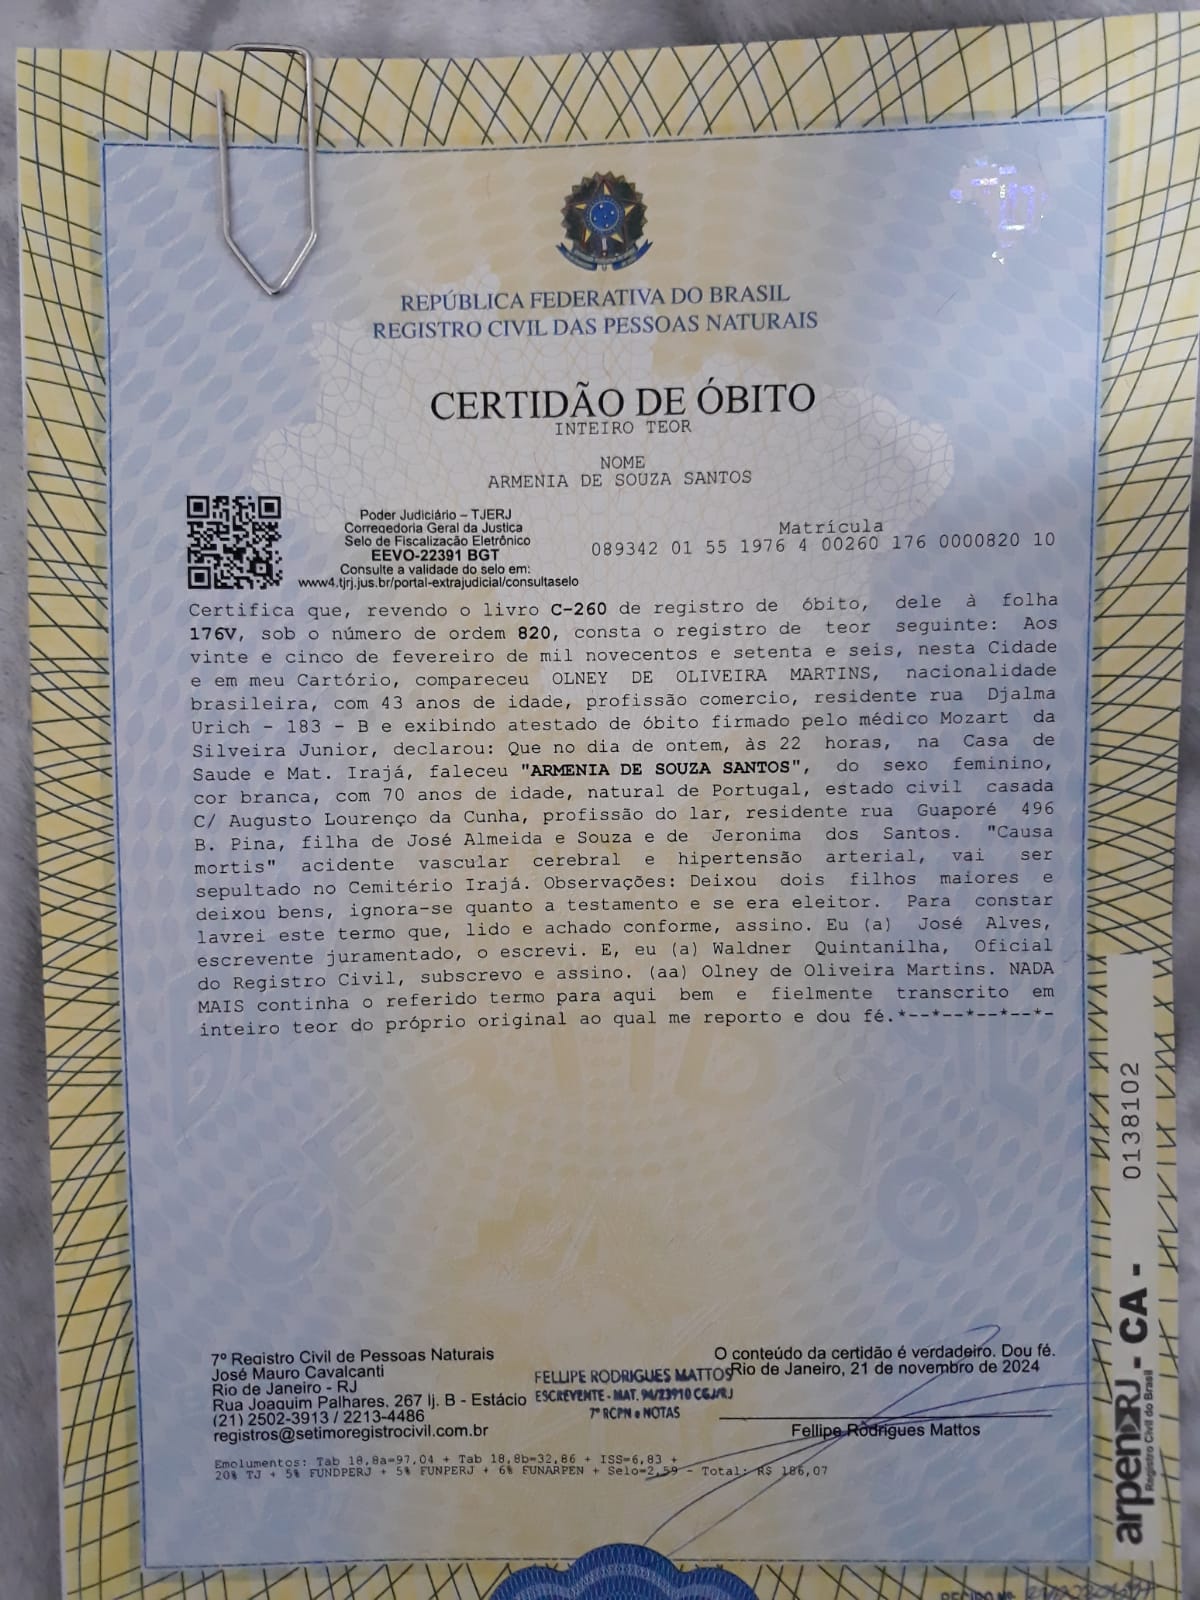 REPÚBLICA FEDERATIVA DO BRASIL
REGISTRO CIVIL DAS PESSOAS NATURAIS
CERTIDÃO DE ÓBITO
INTEIRO TEOR
NOME
ARMENIA DE SOUZA SANTOS
Poder Judiciário – TJERJ
Corregedoria Geral da Justica
Selo de Fiscalização Eletrônico
EEVO-22391 BGT
Consulte a validade do selo em:
www4.tjrj.jus.br/portal-extrajudicial/consultaselo
Matrícula
089342 01 55 1976 4 00260 176 0000820 10
Certifica que, revendo o livro C-260 de registro de óbito, dele à folha
176V, sob o número de ordem 820, consta o registro de teor seguinte: Aos
vinte e cinco de fevereiro de mil novecentos e setenta e seis, nesta Cidade
e em meu Cartório, compareceu OLNEY DE OLIVEIRA MARTINS, nacionalidade
brasileira, com 43 anos de idade, profissão comercio, residente rua Djalma
Urich - 183 - B e exibindo atestado de óbito firmado pelo médico Mozart da
Silveira Junior, declarou: Que no dia de ontem, às 22 horas, na Casa de
Saude e Mat. Irajá, faleceu "ARMENIA DE SOUZA SANTOS", do sexo feminino,
cor branca, com 70 anos de idade, natural de Portugal, estado civil casada
C/ Augusto Lourenço da Cunha, profissão do lar, residente rua Guaporé 496
B. Pina, filha de José Almeida e Souza e de Jeronima dos Santos. "Causa
mortis" acidente vascular cerebral e hipertensão arterial, vai ser
sepultado no Cemitério Irajá. Observações: Deixou dois filhos maiores e
deixou bens, ignora-se quanto a testamento e se era eleitor. Para constar
lavrei este termo que, lido e achado conforme, assino. Eu (a) José Alves,
escrevente juramentado, o escrevi. E, eu (a) Waldner Quintanilha, Oficial
do Registro Civil, subscrevo e assino. (aa) Olney de Oliveira Martins. NADA
MAIS continha o referido termo para aqui bem e fielmente transcrito em
inteiro teor do próprio original ao qual me reporto e dou fé.*--*--*--*--*-
7º Registro Civil de Pessoas Naturais
José Mauro Cavalcanti
Rio de Janeiro - RJ
Rua Joaquim Palhares, 267 lj. B - Estácio
(21) 2502-3913 / 2213-4486
registros@setimoregistrocivil.com.br
FELLIPE RODRIGUES MATTOS
ESCREVENTE - MAT. 94/23910 CGJ/RJ
7º RCPN e NOTAS
O conteúdo da certidão é verdadeiro. Dou fé.
Rio de Janeiro, 21 de novembro de 2024
Fellipe Rodrigues Mattos
Emolumentos: Tab 18,8a=97,04 + Tab 18,8b=32,86 + ISS=6,83 +
20% TJ + 5% FUNDPERJ + 5% FUNPERJ + 6% FUNARPEN + Selo=2,59 - Total: R$ 186,07
0138102
arpenRJ - CA -
Registro Civil do Brasil
RECIBO Nº